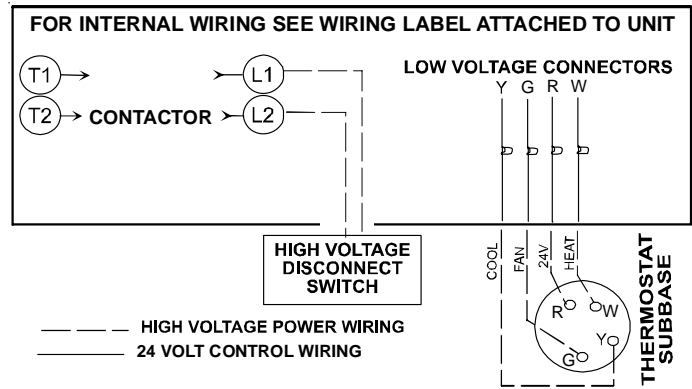 FOR INTERNAL WIRING SEE WIRING LABEL ATTACHED TO UNIT
T1 L1
LOW VOLTAGE CONNECTORS
Y G R W
T2 CONTACTOR L2
HIGH VOLTAGE
DISCONNECT
SWITCH
COOL
FAN
24V
HEAT
THERMOSTAT
SUBBASE
R W
Y
G
HIGH VOLTAGE POWER WIRING
24 VOLT CONTROL WIRING